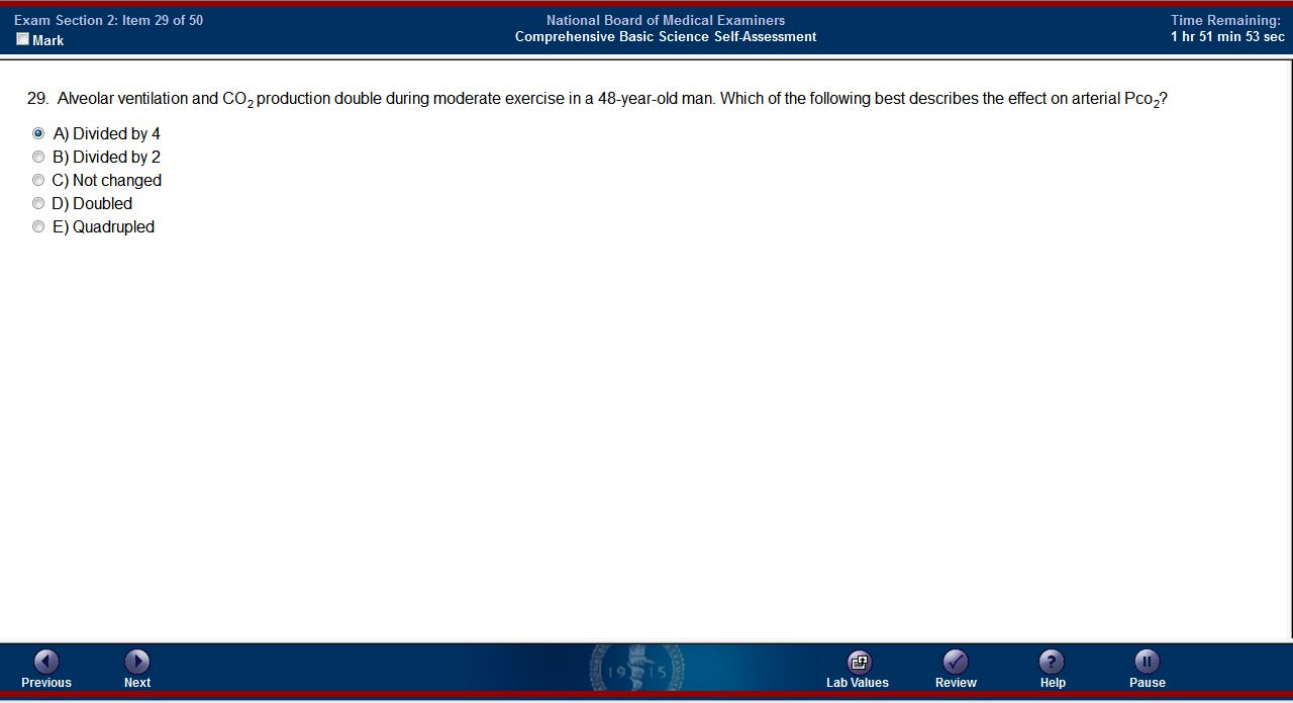 Exam Section 2: Item 29 of 50
National Board of Medical Examiners
Time Remaining:
Mark
Comprehensive Basic Science Self-Assessment
1 hr 51 min 53 sec
29. Alveolar ventilation and CO₂ production double during moderate exercise in a 48-year-old man. Which of the following best describes the effect on arterial Pco₂?
A) Divided by 4
B) Divided by 2
C) Not changed
D) Doubled
E) Quadrupled
1915
Previous
Next
Lab Values
Review
Help
Pause